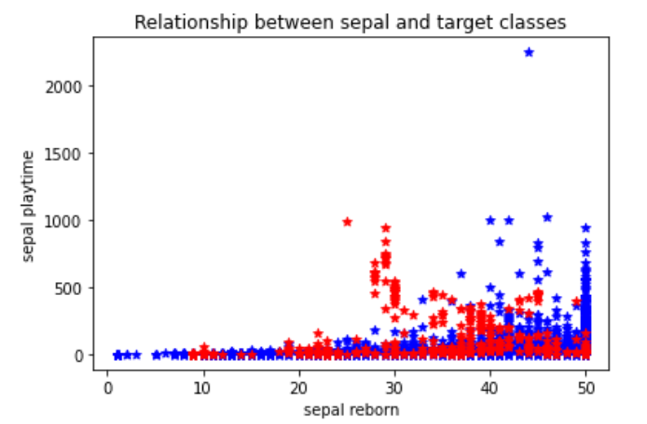 Relationship between sepal and target classes
sepal playtime
2000
1500
1000
500
0
0 10 20 30 40 50
sepal reborn